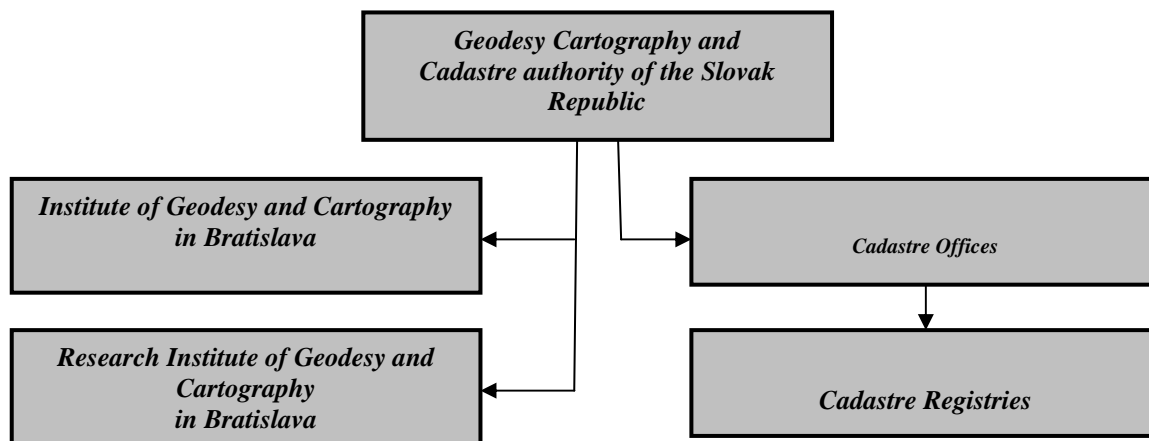 Geodesy Cartography and
Cadastre authority of the Slovak
Republic
Institute of Geodesy and Cartography
in Bratislava
Cadastre Offices
Research Institute of Geodesy and
Cartography
in Bratislava
Cadastre Registries